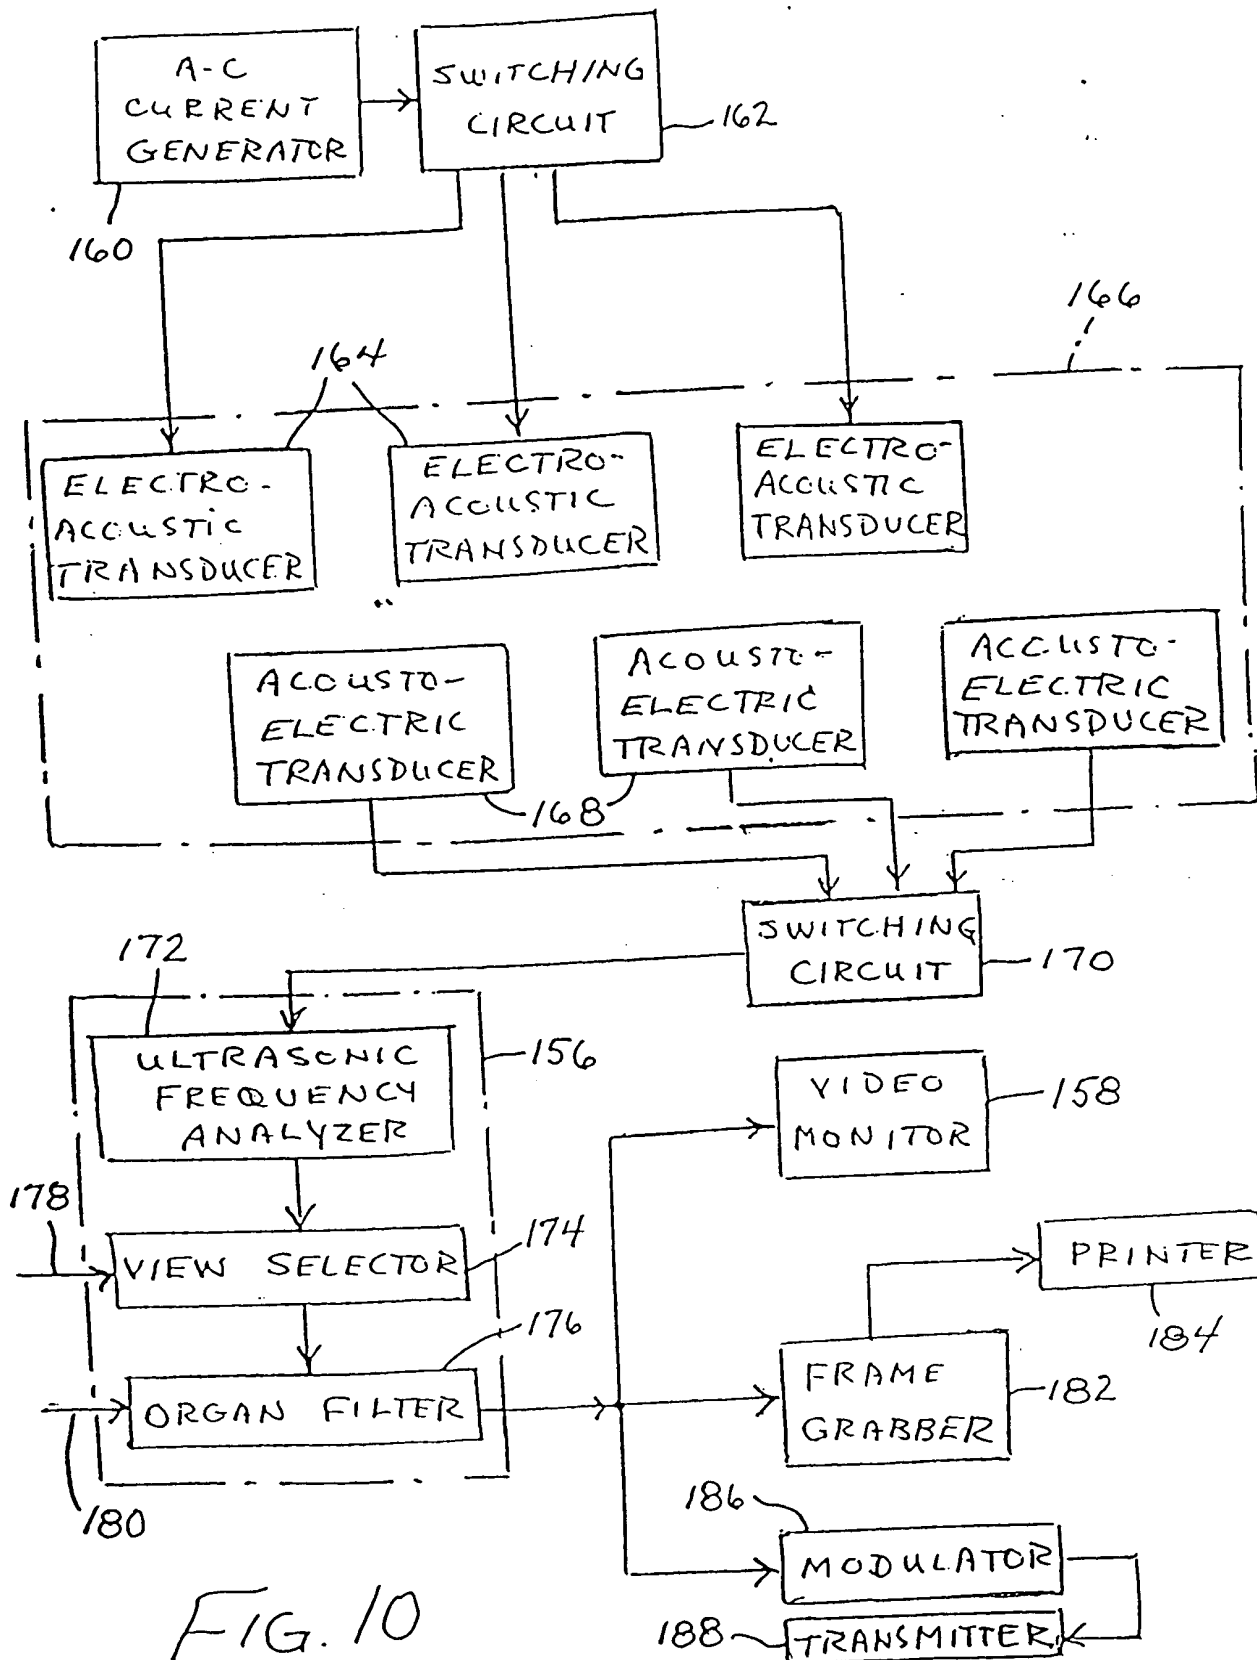 A-C
CURRENT
GENERATOR
SWITCHING
CIRCUIT
162
160
166
164
ELECTRO-
ACOUSTIC
TRANSDUCER
ELECTRO-
ACOUSTIC
TRANSDUCER
ELECTRO-
ACOUSTIC
TRANSDUCER
ACOUSTO-
ELECTRIC
TRANSDUCER
ACOUSTO-
ELECTRIC
TRANSDUCER
ACOUSTO-
ELECTRIC
TRANSDUCER
168
SWITCHING
CIRCUIT
170
172
ULTRASONIC
FREQUENCY
ANALYZER
156
VIDEO
MONITOR
158
178
VIEW SELECTOR
174
PRINTER
184
176
ORGAN FILTER
180
FRAME
GRABBER
182
186
MODULATOR
188
TRANSMITTER
FIG. 10